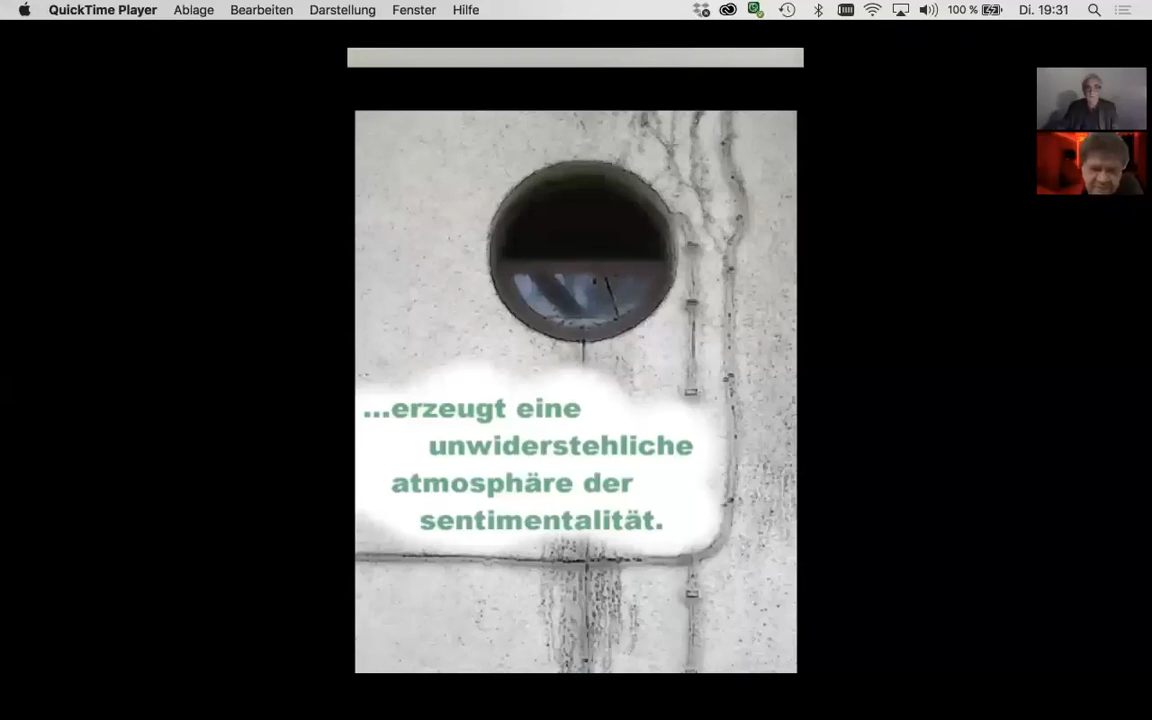 QuickTime Player Ablage Bearbeiten Darstellung Fenster Hilfe 100 % Di. 19:31
...erzeugt eine
unwiderstehliche
atmosphäre der
sentimentalität.